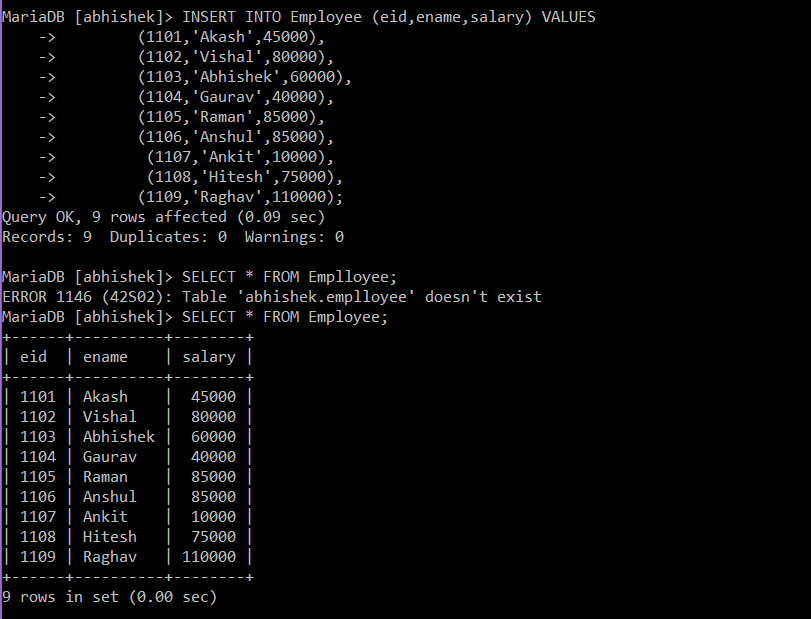 MariaDB [abhishek]> INSERT INTO Employee (eid,ename,salary) VALUES
    ->         (1101,'Akash',45000),
    ->         (1102,'Vishal',80000),
    ->         (1103,'Abhishek',60000),
    ->         (1104,'Gaurav',40000),
    ->         (1105,'Raman',85000),
    ->         (1106,'Anshul',85000),
    ->          (1107,'Ankit',10000),
    ->          (1108,'Hitesh',75000),
    ->         (1109,'Raghav',110000);
Query OK, 9 rows affected (0.09 sec)
Records: 9  Duplicates: 0  Warnings: 0

MariaDB [abhishek]> SELECT * FROM Emplloyee;
ERROR 1146 (42S02): Table 'abhishek.emplloyee' doesn't exist
MariaDB [abhishek]> SELECT * FROM Employee;
+------+----------+--------+
| eid  | ename    | salary |
+------+----------+--------+
| 1101 | Akash    |  45000 |
| 1102 | Vishal   |  80000 |
| 1103 | Abhishek |  60000 |
| 1104 | Gaurav   |  40000 |
| 1105 | Raman    |  85000 |
| 1106 | Anshul   |  85000 |
| 1107 | Ankit    |  10000 |
| 1108 | Hitesh   |  75000 |
| 1109 | Raghav   | 110000 |
+------+----------+--------+
9 rows in set (0.00 sec)